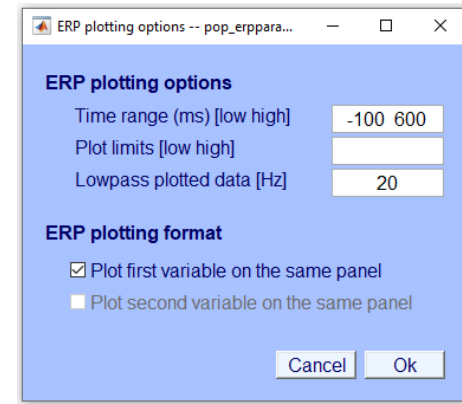 ERP plotting options -- pop_erppara...
ERP plotting options
Time range (ms) [low high] -100 600
Plot limits [low high]
Lowpass plotted data [Hz] 20
ERP plotting format
Plot first variable on the same panel
Plot second variable on the same panel
Cancel Ok